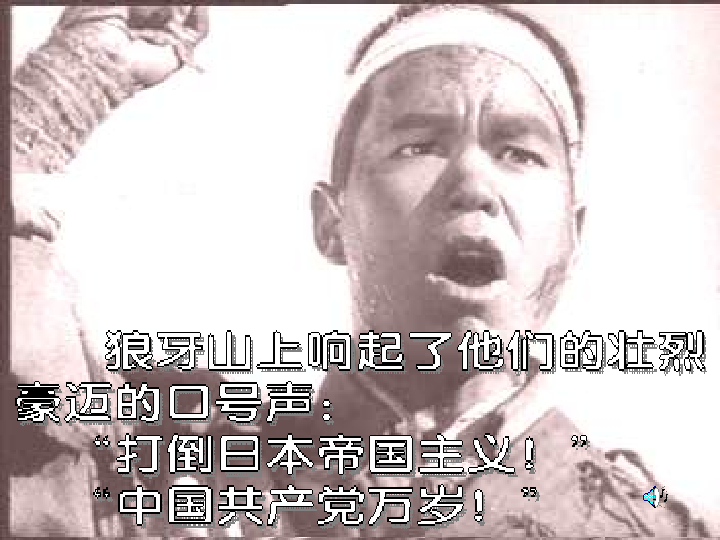 狼牙山上响起了他们的壮烈
豪迈的口号声：
“打倒日本帝国主义！”
“中国共产党万岁！”